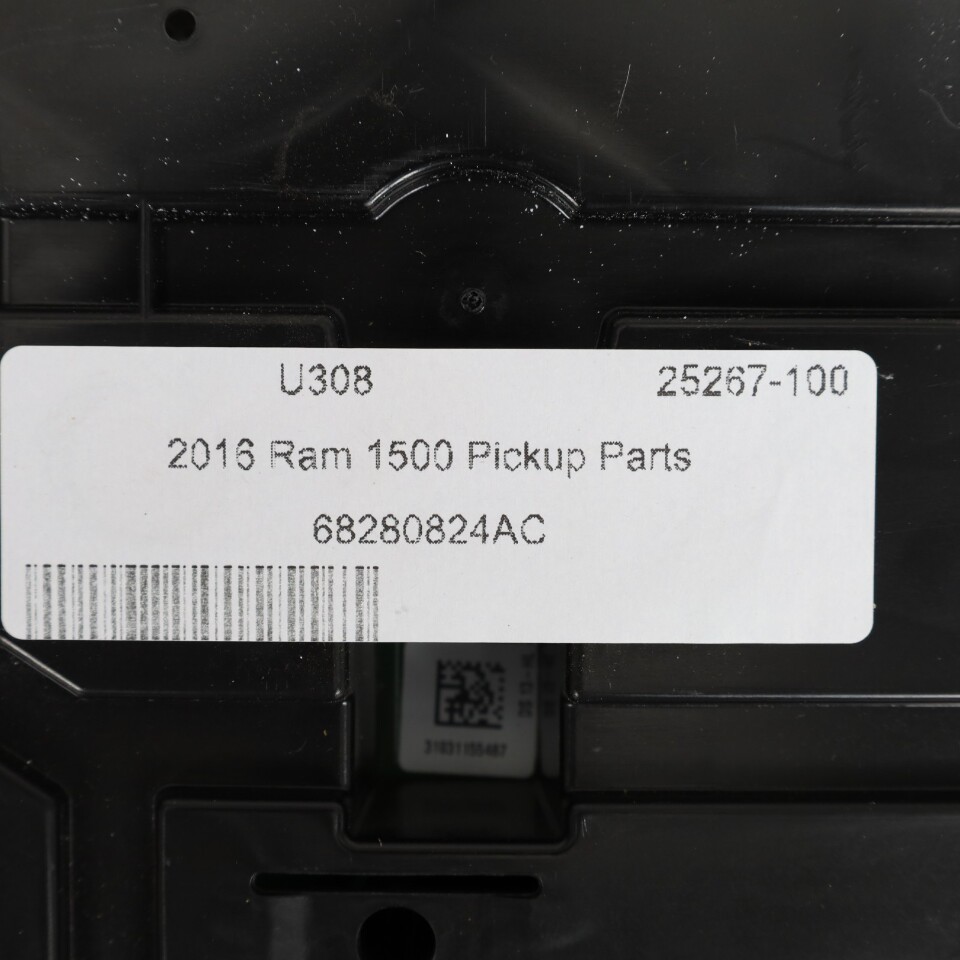 U308 25267-100
2016 Ram 1500 Pickup Parts
68280824AC